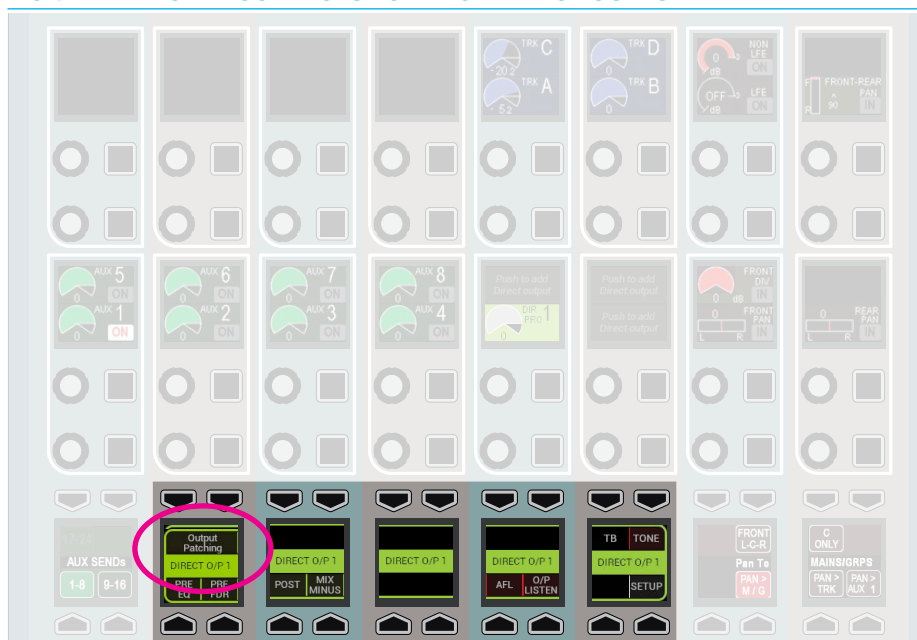 TRK C
-20.2
TRK A
- 5.2
TRK D
0
TRK B
0
0
dB
NON
LFE
ON
OFF
dB
LFE
ON
F
R
FRONT-REAR
PAN
90
IN
AUX 5
0
ON
AUX 1
0
ON
AUX 6
0
ON
AUX 2
0
ON
AUX 7
0
ON
AUX 3
0
ON
AUX 8
0
ON
AUX 4
0
ON
Push to add
Direct output
DIR
PRQ 1
0
Push to add
Direct output
Push to add
Direct output
FRONT
DIV
0 dB
IN
0
FRONT
PAN
L R
IN
0
REAR
PAN
L R
IN
AUX SENDs
1-8 9-16
Output
Patching
DIRECT O/P 1
PRE
EQ
PRE
FDR
DIRECT O/P 1
POST
MIX
MINUS
DIRECT O/P 1
DIRECT O/P 1
AFL
O/P
LISTEN
TB TONE
DIRECT O/P 1
SETUP
FRONT
L-C-R
Pan To
PAN >
M / G
C
ONLY
MAINS/GRPS
PAN >
TRK
PAN >
AUX 1